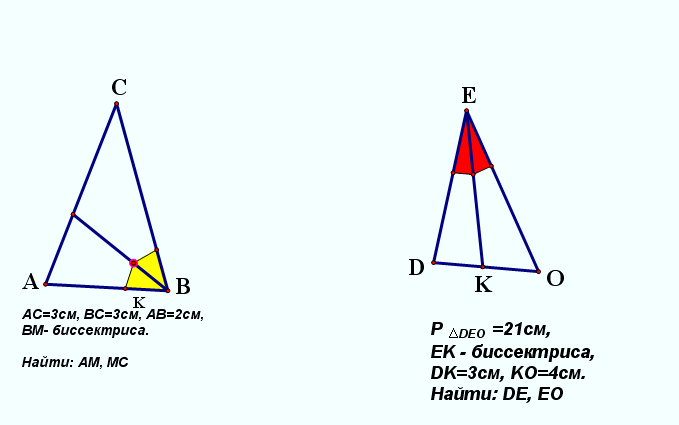 C
A
B
K
AC=3см, BC=3см, AB=2см,
BM- биссектриса.
Найти: AM, MC
E
D
K
O
P △DEO =21см,
EK - биссектриса,
DK=3см, KO=4см.
Найти: DE, EO